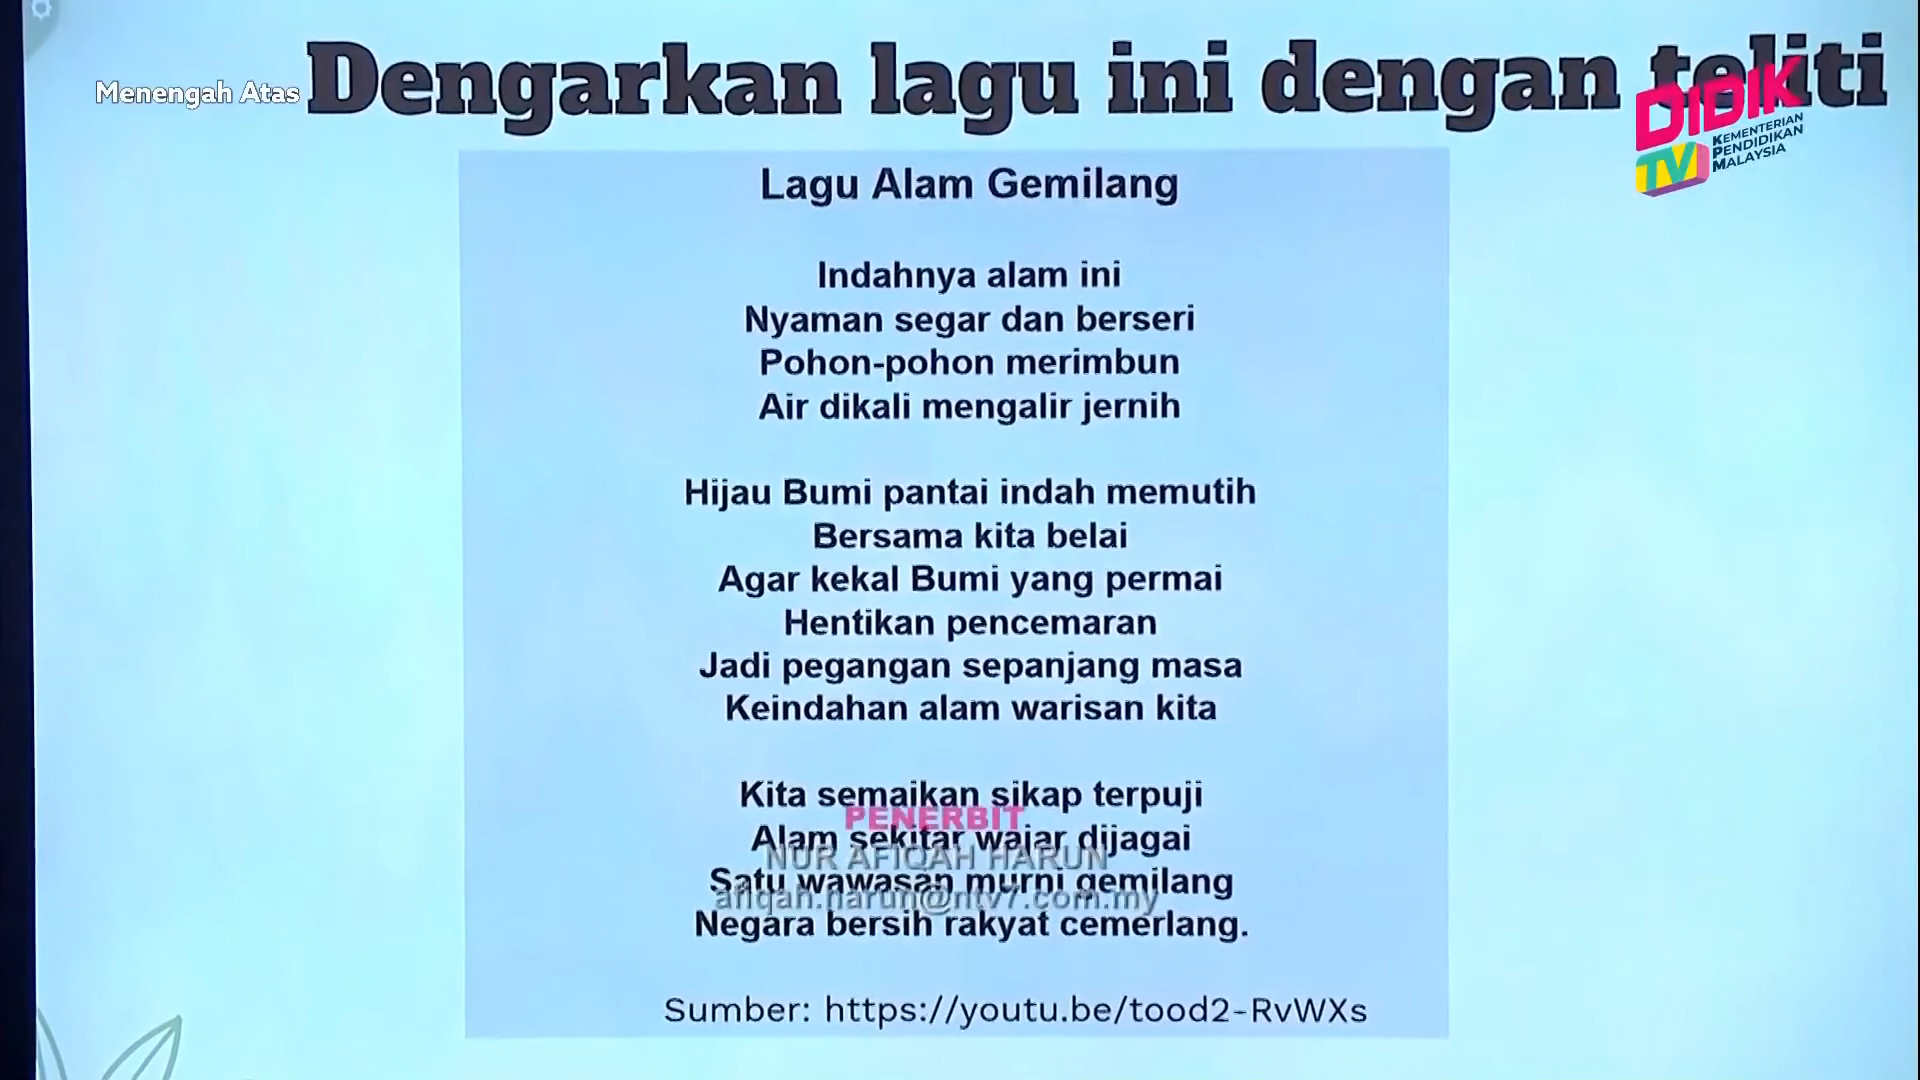 Menengah Atas
Dengarkan lagu ini dengan teliti
DIDIK
TV
KEMENTERIAN
PENDIDIKAN
MALAYSIA
Lagu Alam Gemilang
Indahnya alam ini
Nyaman segar dan berseri
Pohon-pohon merimbun
Air dikali mengalir jernih
Hijau Bumi pantai indah memutih
Bersama kita belai
Agar kekal Bumi yang permai
Hentikan pencemaran
Jadi pegangan sepanjang masa
Keindahan alam warisan kita
Kita semaikan sikap terpuji
PENERBIT
Alam sekitar wajar dijagai
NUR AFIQAH HARUN
Satu wawasan murni gemilang
afiqah.harun@ntv7.com.my
Negara bersih rakyat cemerlang.
Sumber: https://youtu.be/tood2-RvWXs